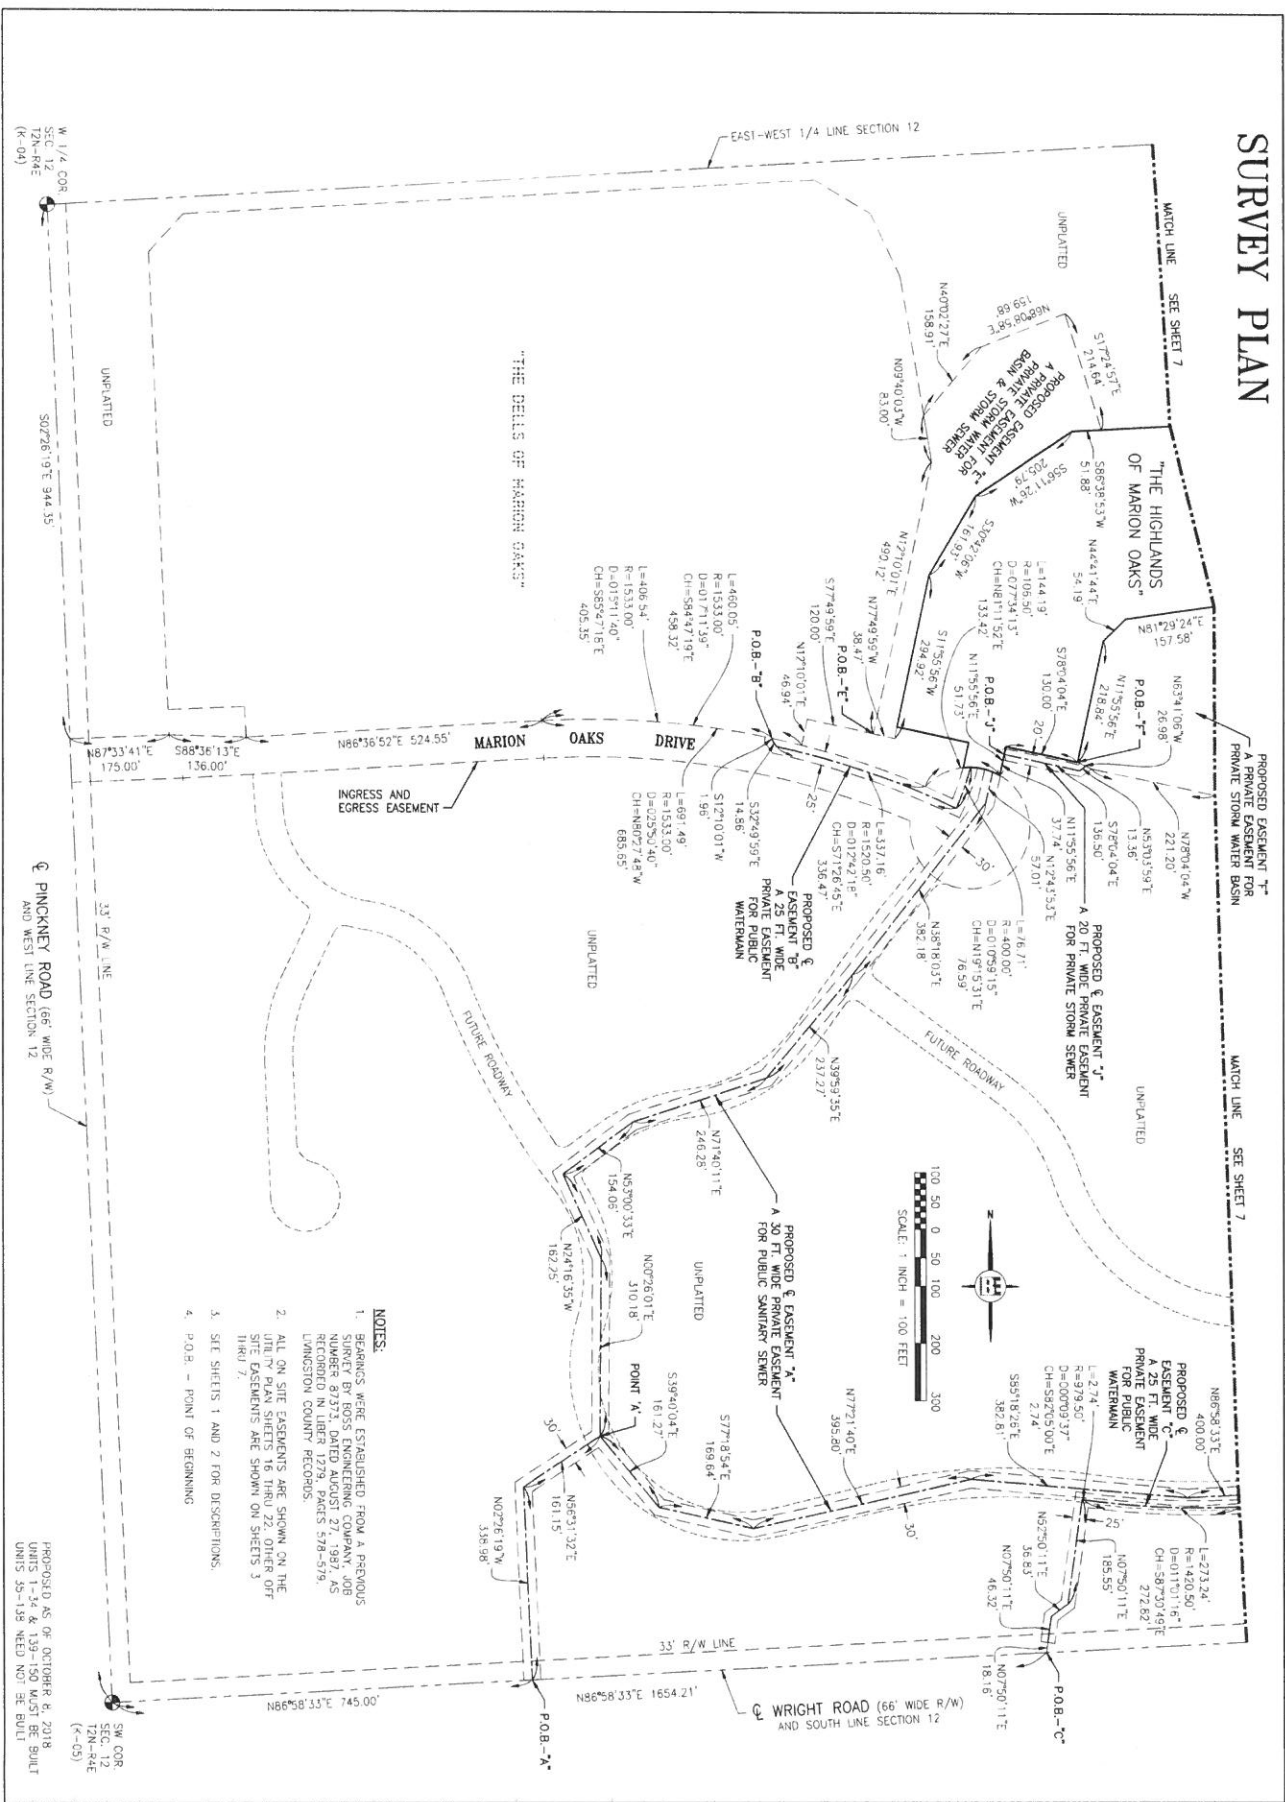 SURVEY PLAN
EAST-WEST 1/4 LINE SECTION 12
MATCH LINE SEE SHEET 7
MATCH LINE SEE SHEET 7
W 1/4 COR.
SEC. 12
T2N-R4E
(K-04)
UNPLATTED
N68°08'58"E
159.68'
S17°24'57"E
214.64'
N40°02'27"E
158.91'
N09°40'03"W
83.00'
PROPOSED EASEMENT "E"
A PRIVATE EASEMENT FOR
PRIVATE STORM WATER
BASIN & STORM SEWER
"THE HIGHLANDS
OF MARION OAKS"
S86°38'53"W
51.88'
S56°11'26"W
205.79'
S30°42'06"W
161.93'
N12°10'01"E
490.12'
S11°55'56"W
294.92'
N44°41'44"E
54.19'
N81°29'24"E
157.58'
N11°55'56"E
218.84'
P.O.B.-"F"
N63°41'06"W
26.98'
PROPOSED EASEMENT "F"
A PRIVATE EASEMENT FOR
PRIVATE STORM WATER BASIN
N78°04'04"W
221.20'
N53°03'59"E
13.36'
S78°04'04"E
136.50'
S78°04'04"E
130.00'
20'
N11°55'56"E
37.74'
N12°43'53"E
57.01'
PROPOSED ℄ EASEMENT "J"
A 20 FT. WIDE PRIVATE EASEMENT
FOR PRIVATE STORM SEWER
L=144.19'
R=106.50'
D=077°34'13"
CH=N81°11'52"E
133.42'
P.O.B.-"J"
N11°55'56"E
51.73'
L=76.71'
R=400.00'
D=010°59'15"
CH=N19°15'31"E
76.59'
30'
N38°18'03"E
382.18'
"THE DELLS OF MARION OAKS"
N77°49'59"W
38.47'
P.O.B.-"E"
S77°49'59"E
120.00'
N12°10'01"E
46.94'
P.O.B.-"B"
L=460.05'
R=1533.00'
D=017°11'39"
CH=S84°47'19"E
458.32'
L=406.54'
R=1533.00'
D=015°11'40"
CH=S85°47'18"E
405.35'
25'
L=337.16'
R=1520.50'
D=012°42'18"
CH=S71°26'45"E
336.47'
PROPOSED ℄
EASEMENT "B"
A 25 FT. WIDE
PRIVATE EASEMENT
FOR PUBLIC
WATERMAIN
S32°49'59"E
14.86'
S12°10'01"W
1.96'
L=691.49'
R=1533.00'
D=025°50'40"
CH=N80°27'48"W
685.65'
UNPLATTED
S02°26'19"E 944.35'
N87°33'41"E
175.00'
S88°36'13"E
136.00'
N86°36'52"E 524.55'
MARION OAKS DRIVE
INGRESS AND
EGRESS EASEMENT
FUTURE ROADWAY
FUTURE ROADWAY
UNPLATTED
UNPLATTED
UNPLATTED
N39°59'35"E
237.27'
N71°40'11"E
246.28'
N53°00'33"E
154.06'
N24°16'35"W
162.25'
N00°26'01"E
310.18'
PROPOSED ℄ EASEMENT "A"
A 30 FT. WIDE PRIVATE EASEMENT
FOR PUBLIC SANITARY SEWER
100 50 0 50 100 200 300
SCALE: 1 INCH = 100 FEET
N
POINT "A"
S39°40'04"E
161.27'
S77°18'54"E
169.64'
N77°21'40"E
395.80'
30'
S85°18'26"E
382.81'
L=2.74'
R=979.50'
D=000°09'37"
CH=S82°05'00"E
2.74'
PROPOSED ℄
EASEMENT "C"
A 25 FT. WIDE
PRIVATE EASEMENT
FOR PUBLIC
WATERMAIN
N86°58'33"E
400.00'
L=273.24'
R=1420.50'
D=011°01'16"
CH=S87°39'49"E
272.82'
25'
N07°50'11"E
185.55'
N52°50'11"E
36.83'
N07°50'11"E
46.32'
N07°50'11"E
18.16'
P.O.B.-"C"
30'
N56°31'32"E
161.15'
N02°26'19"W
338.98'
P.O.B.-"A"
33' R/W LINE
N86°58'33"E 1654.21'
℄ WRIGHT ROAD (66' WIDE R/W)
AND SOUTH LINE SECTION 12
N86°58'33"E 745.00'
33' R/W LINE
℄ PINCKNEY ROAD (66' WIDE R/W)
AND WEST LINE SECTION 12
SW COR.
SEC. 12
T2N-R4E
(K-05)
NOTES:
1. BEARINGS WERE ESTABLISHED FROM A PREVIOUS
SURVEY BY BOSS ENGINEERING COMPANY, JOB
NUMBER 87373, DATED AUGUST 27, 1987, AS
RECORDED IN LIBER 1279, PAGES 578-579,
LIVINGSTON COUNTY RECORDS.
2. ALL ON SITE EASEMENTS ARE SHOWN ON THE
UTILITY PLAN SHEETS 16 THRU 22. OTHER OFF
SITE EASEMENTS ARE SHOWN ON SHEETS 3
THRU 7.
3. SEE SHEETS 1 AND 2 FOR DESCRIPTIONS.
4. P.O.B. - POINT OF BEGINNING
PROPOSED AS OF OCTOBER 8, 2018
UNITS 1-34 & 139-150 MUST BE BUILT
UNITS 35-138 NEED NOT BE BUILT